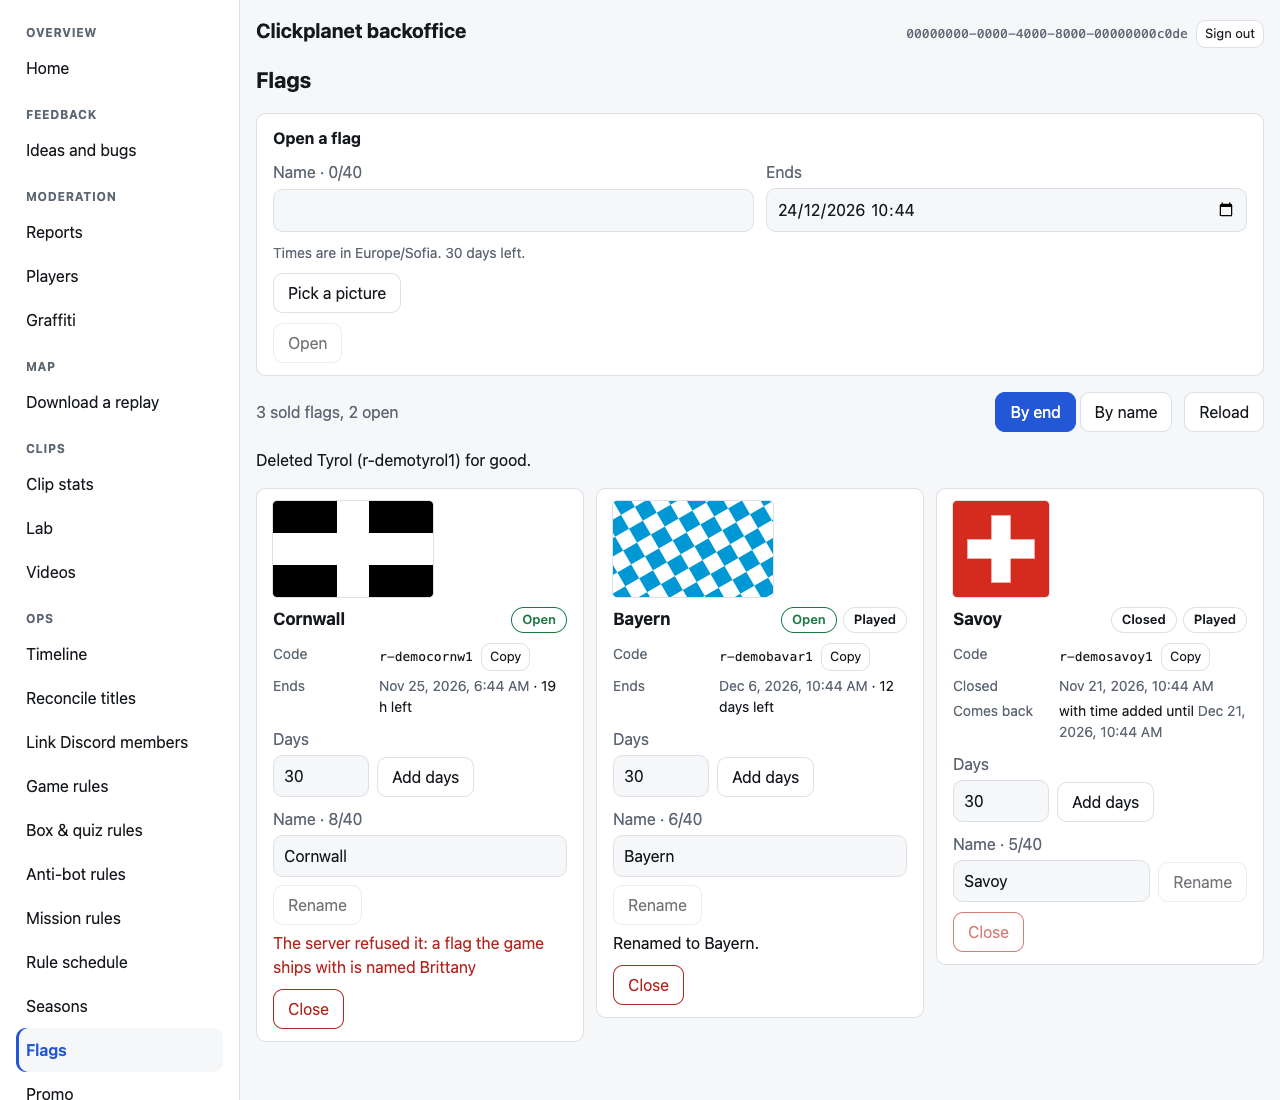 OVERVIEW
Home
FEEDBACK
Ideas and bugs
MODERATION
Reports
Players
Graffiti
MAP
Download a replay
CLIPS
Clip stats
Lab
Videos
OPS
Timeline
Reconcile titles
Link Discord members
Game rules
Box & quiz rules
Anti-bot rules
Mission rules
Rule schedule
Seasons
Flags
Promo
Clickplanet backoffice
00000000-0000-4000-8000-00000000c0de
Sign out
Flags
Open a flag
Name · 0/40
Ends
24/12/2026 10:44
Times are in Europe/Sofia. 30 days left.
Pick a picture
Open
3 sold flags, 2 open
By end
By name
Reload
Deleted Tyrol (r-demotyrol1) for good.
Cornwall
Open
Code
r-democornw1
Copy
Ends
Nov 25, 2026, 6:44 AM · 19
h left
Days
30
Add days
Name · 8/40
Cornwall
Rename
The server refused it: a flag the game
ships with is named Brittany
Close
Bayern
Open
Played
Code
r-demobavar1
Copy
Ends
Dec 6, 2026, 10:44 AM · 12
days left
Days
30
Add days
Name · 6/40
Bayern
Rename
Renamed to Bayern.
Close
Savoy
Closed
Played
Code
r-demosavoy1
Copy
Closed
Nov 21, 2026, 10:44 AM
Comes back
with time added until Dec 21,
2026, 10:44 AM
Days
30
Add days
Name · 5/40
Savoy
Rename
Close